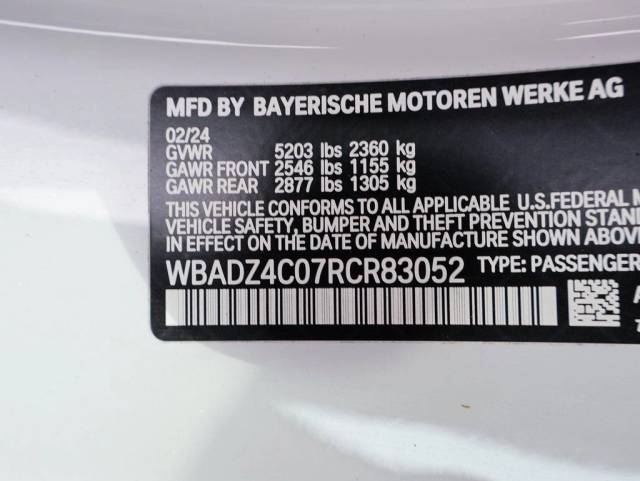 MFD BY BAYERISCHE MOTOREN WERKE AG
02/24
GVWR 5203 lbs 2360 kg
GAWR FRONT 2546 lbs 1155 kg
GAWR REAR 2877 lbs 1305 kg
THIS VEHICLE CONFORMS TO ALL APPLICABLE U.S.FEDERAL M
VEHICLE SAFETY, BUMPER AND THEFT PREVENTION STAN
IN EFFECT ON THE DATE OF MANUFACTURE SHOWN ABOVE
WBADZ4C07RCR83052 TYPE: PASSENGER